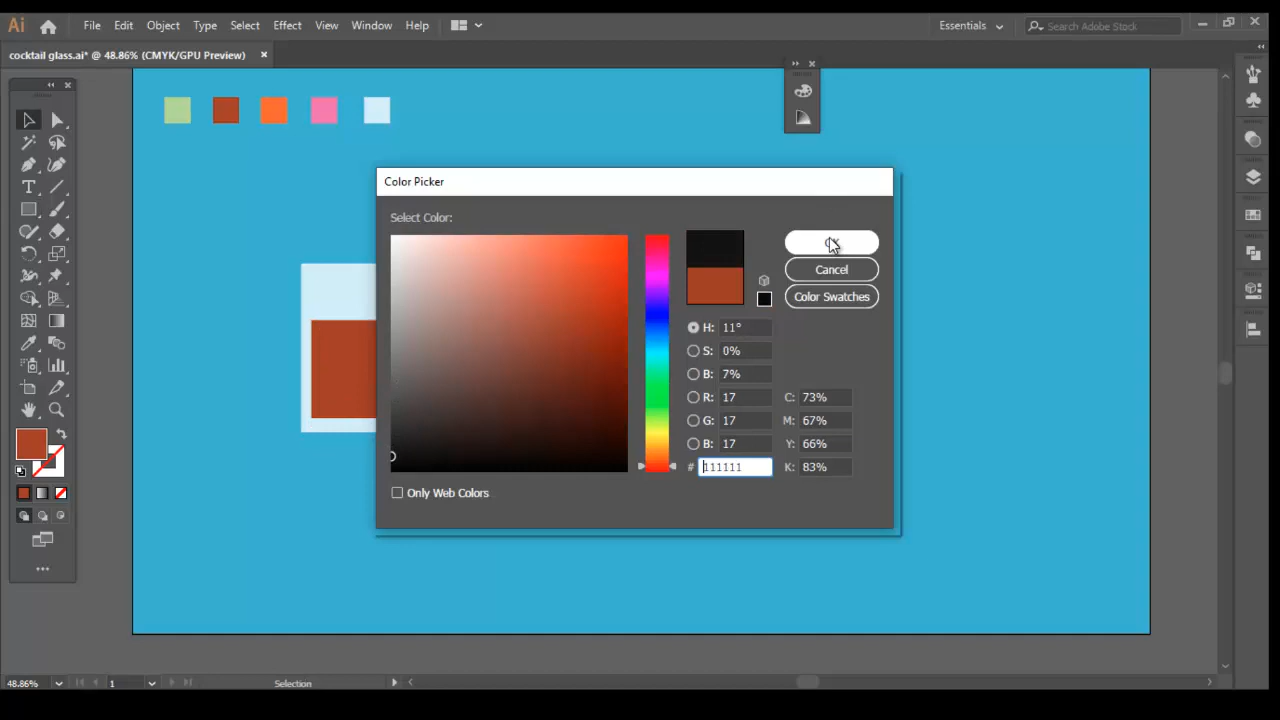 Ai File Edit Object Type Select Effect View Window Help Essentials Search Adobe Stock
cocktail glass.ai* @ 48.86% (CMYK/GPU Preview) ×
Color Picker
Select Color:
Cancel
Color Swatches
H: 11°
S: 0%
B: 7%
R: 17 C: 73%
G: 17 M: 67%
B: 17 Y: 66%
# 111111 K: 83%
Only Web Colors
48.86% 1 Selection